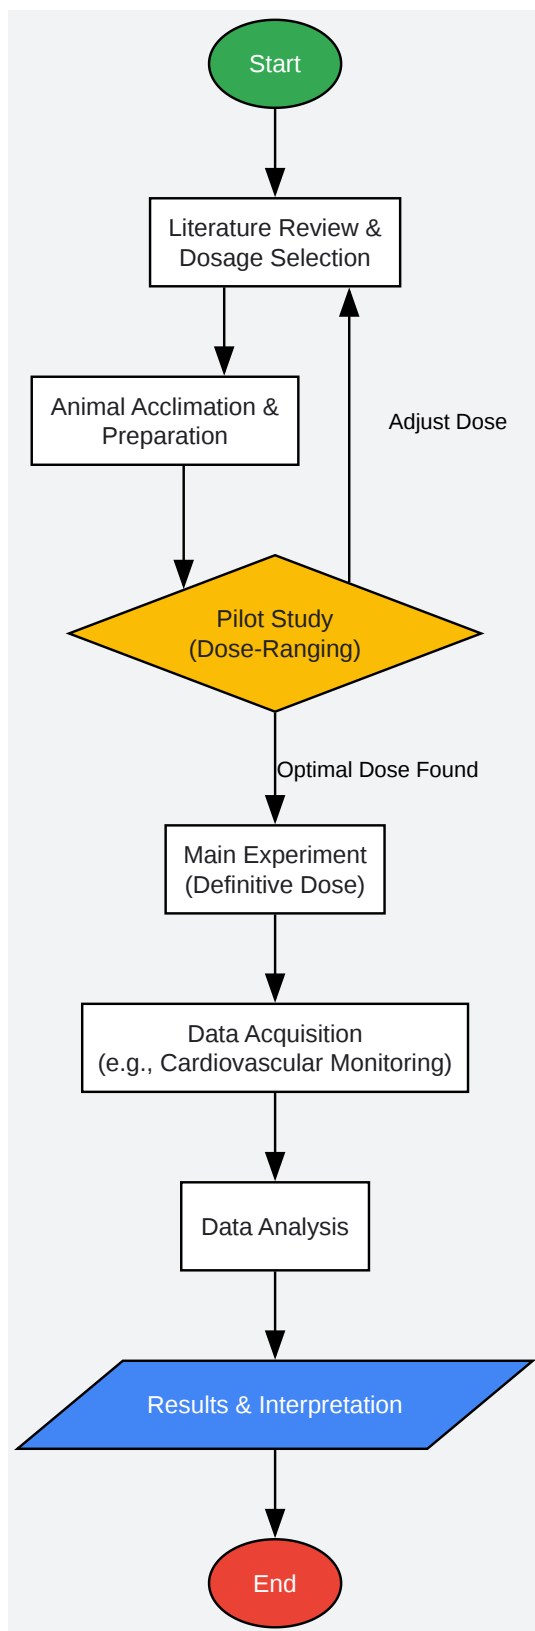 Start
Literature Review &
Dosage Selection
Animal Acclimation &
Preparation
Adjust Dose
Pilot Study
(Dose-Ranging)
Optimal Dose Found
Main Experiment
(Definitive Dose)
Data Acquisition
(e.g., Cardiovascular Monitoring)
Data Analysis
Results & Interpretation
End